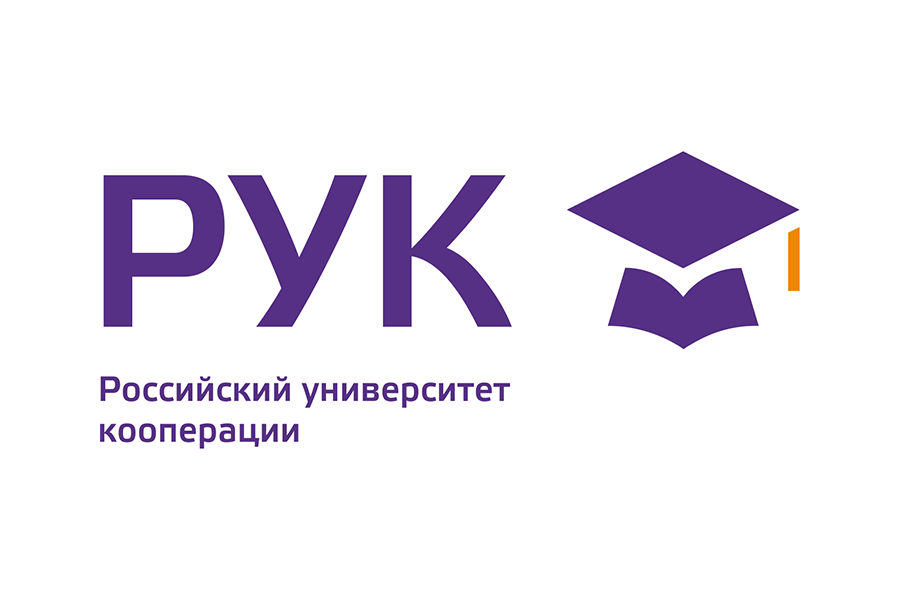 РУК
Российский университет
кооперации